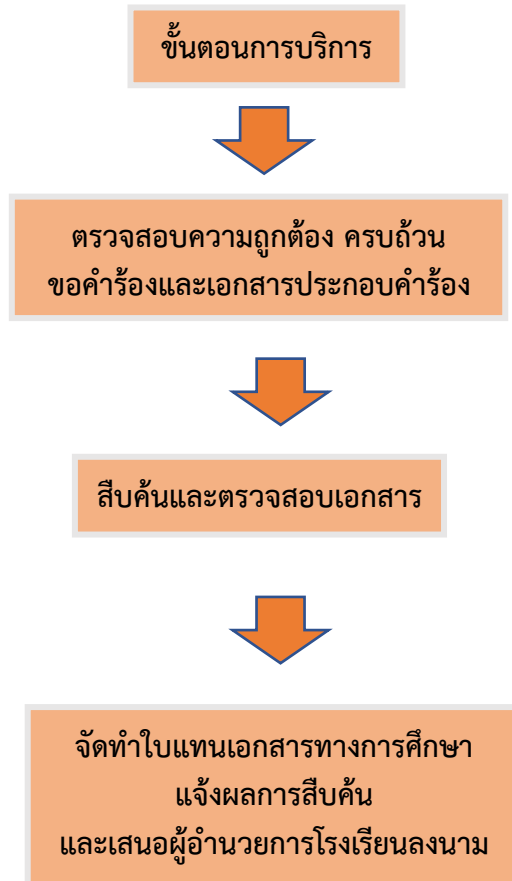 ขั้นตอนการบริการ
ตรวจสอบความถูกต้อง ครบถ้วน
ขอคำร้องและเอกสารประกอบคำร้อง
สืบค้นและตรวจสอบเอกสาร
จัดทำใบแทนเอกสารทางการศึกษา
แจ้งผลการสืบค้น
และเสนอผู้อำนวยการโรงเรียนลงนาม